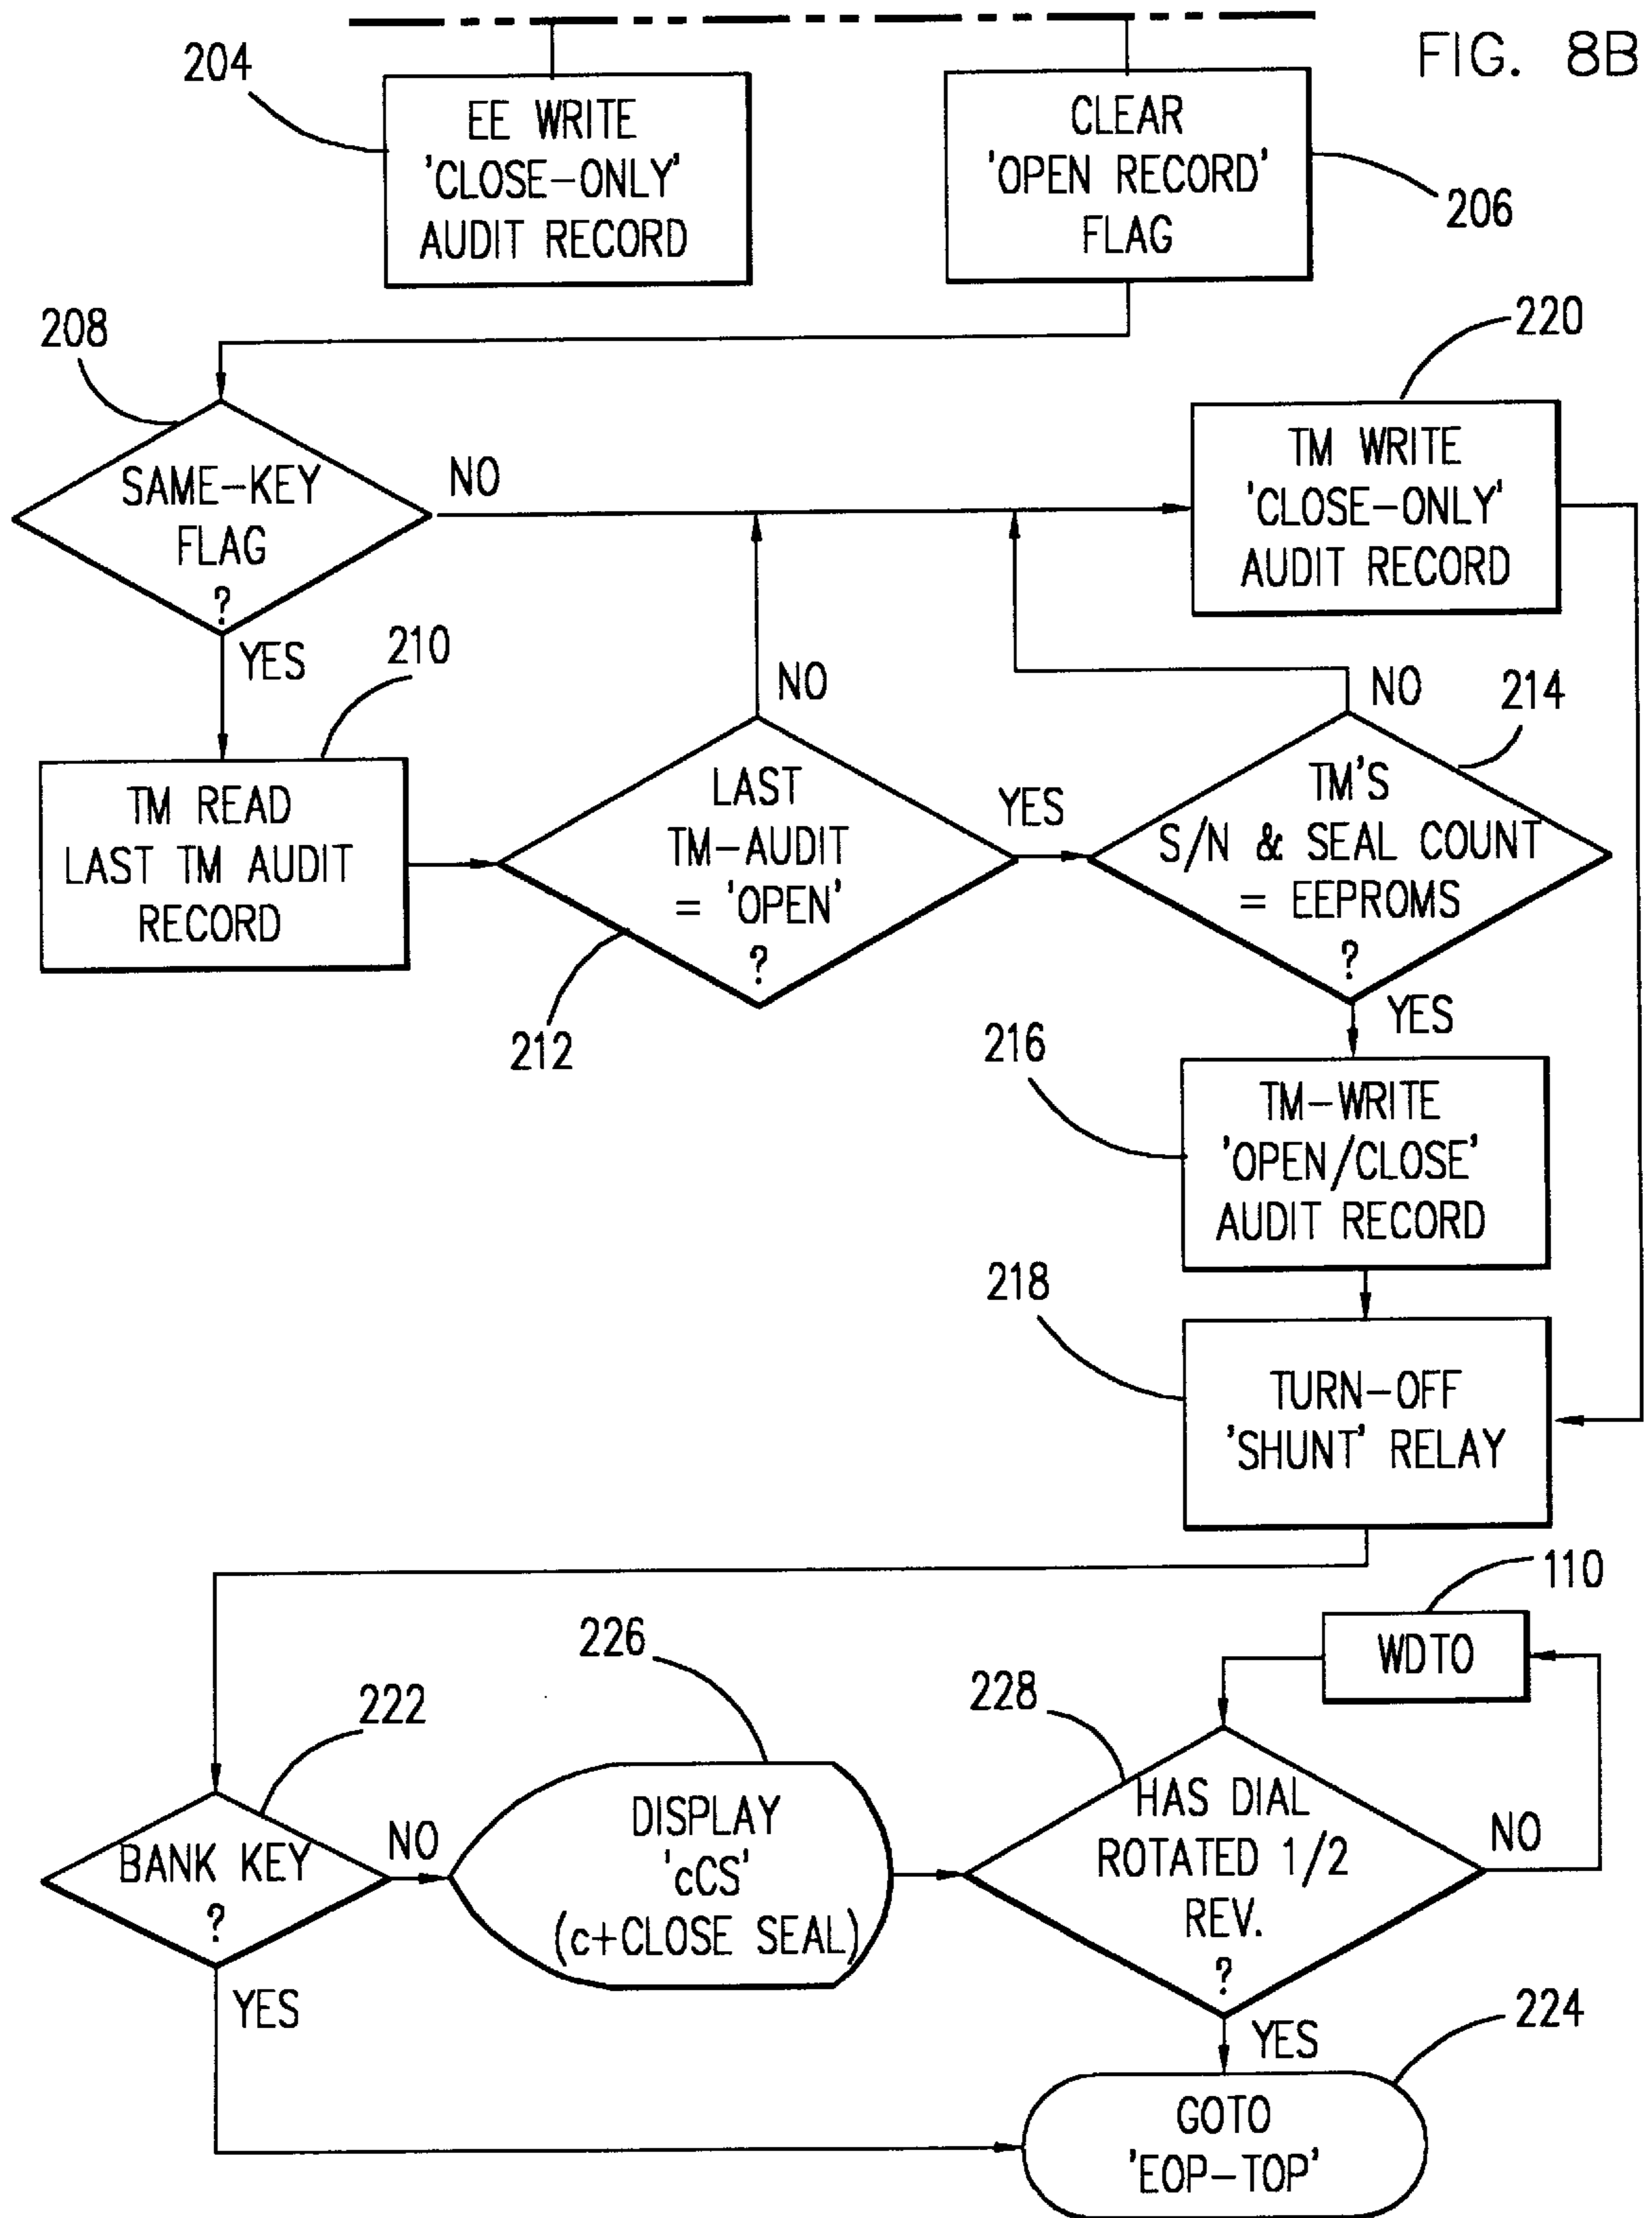 FIG. 8B
204
EE WRITE
'CLOSE-ONLY'
AUDIT RECORD
CLEAR
'OPEN RECORD'
FLAG
206
208
SAME-KEY
FLAG
?
NO
YES
220
TM WRITE
'CLOSE-ONLY'
AUDIT RECORD
210
TM READ
LAST TM AUDIT
RECORD
NO
LAST
TM-AUDIT
= 'OPEN'
?
212
YES
NO
214
TM'S
S/N & SEAL COUNT
= EEPROMS
?
YES
216
TM-WRITE
'OPEN/CLOSE'
AUDIT RECORD
218
TURN-OFF
'SHUNT' RELAY
110
WDTO
222
BANK KEY
?
NO
YES
226
DISPLAY
'cCS'
(c+CLOSE SEAL)
228
HAS DIAL
ROTATED 1/2
REV.
?
NO
YES
224
GOTO
'EOP-TOP'